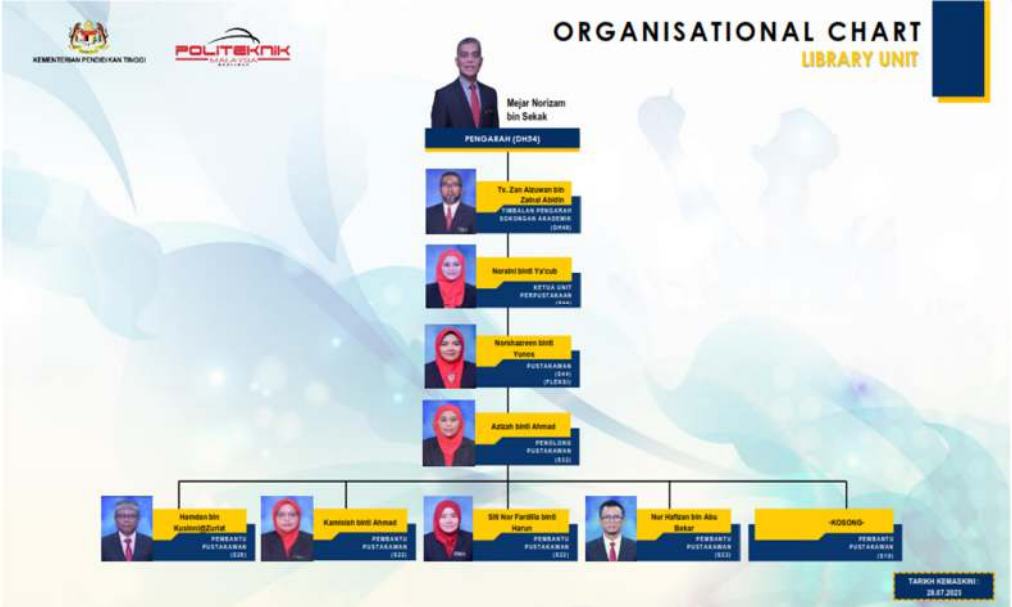 KEMENTERIAN PENDIDIKAN TINGGI
POLITEKNIK
MALAYSIA
ORGANISATIONAL CHART
LIBRARY UNIT
Mejar Norizam
bin Sekak
PENGARAH (DH54)
Ts. Zan Aizuwan bin
Zainal Abidin
TIMBALAN PENGARAH
SOKONGAN AKADEMIK
(DH48)
Noraini binti Ya'cub
KETUA UNIT
PERPUSTAKAAN
Norshazreen binti
Yunos
PUSTAKAWAN
(S44)
(FLEKSI)
Azizah binti Ahmad
PENOLONG
PUSTAKAWAN
(S32)
Hamdan bin
Kuslimi@Zuriat
PEMBANTU
PUSTAKAWAN
Kamisiah binti Ahmad
PEMBANTU
PUSTAKAWAN
(S22)
Siti Nor Fardilla binti
Harun
PEMBANTU
PUSTAKAWAN
(S22)
Nur Hafizan bin Abu
Bakar
PEMBANTU
PUSTAKAWAN
-KOSONG-
PEMBANTU
PUSTAKAWAN
(S19)
TARIKH KEMASKINI :
28.07.2023